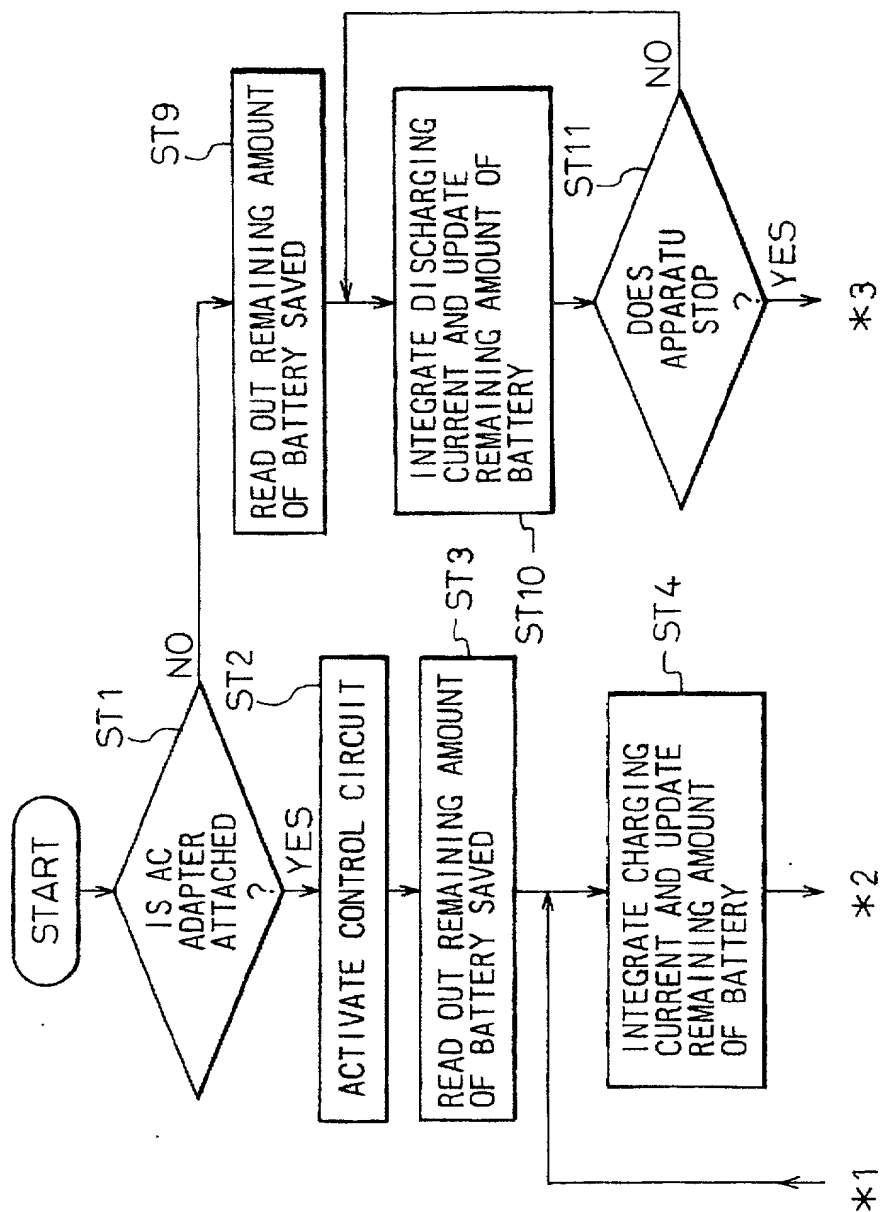 START
ST1
IS AC
ADAPTER
ATTACHED
?
NO
YES
ST2
ACTIVATE CONTROL CIRCUIT
ST3
READ OUT REMAINING AMOUNT
OF BATTERY SAVED
ST4
INTEGRATE CHARGING
CURRENT AND UPDATE
REMAINING AMOUNT
OF BATTERY
*1
*2
ST9
READ OUT REMAINING AMOUNT
OF BATTERY SAVED
ST10
INTEGRATE DISCHARGING
CURRENT AND UPDATE
REMAINING AMOUNT OF
BATTERY
ST11
DOES
APPARATU
STOP
?
NO
YES
*3